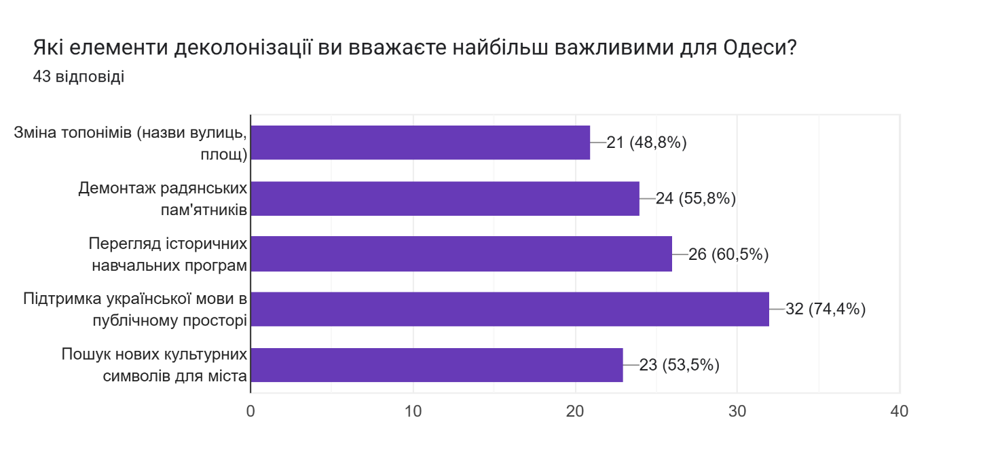 Які елементи деколонізації ви вважаєте найбільш важливими для Одеси?
43 відповіді
Зміна топонімів (назви вулиць,
площ)
21 (48,8%)
Демонтаж радянських
пам'ятників
24 (55,8%)
Перегляд історичних
навчальних програм
26 (60,5%)
Підтримка української мови в
публічному просторі
32 (74,4%)
Пошук нових культурних
символів для міста
23 (53,5%)
0 10 20 30 40